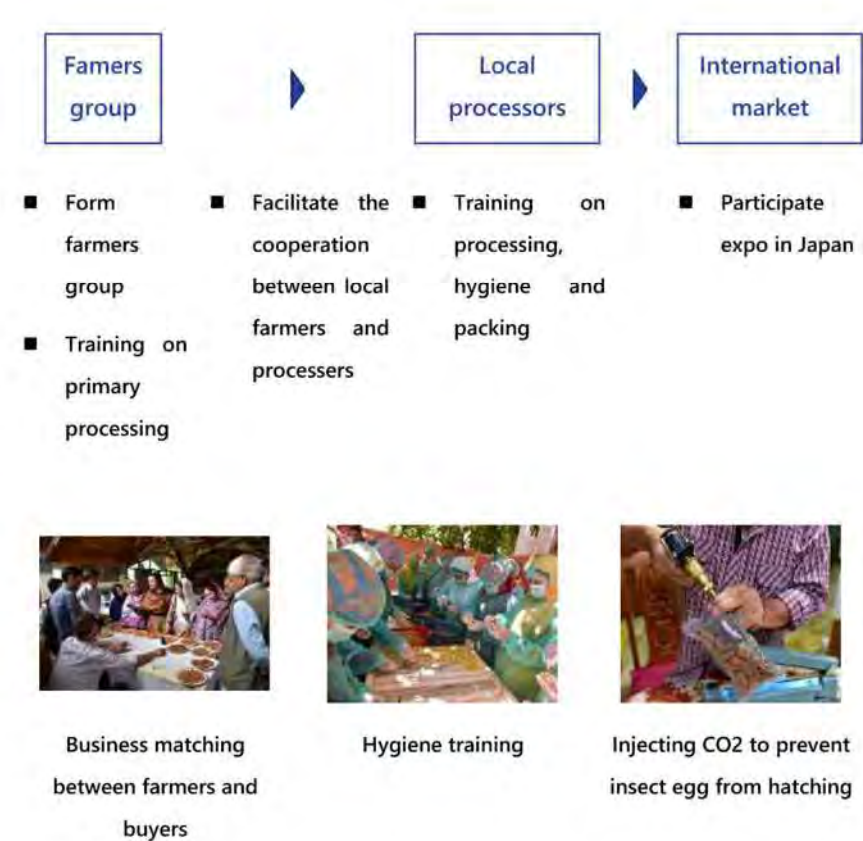 Famers
group
Local
processors
International
market
■ Form
farmers
group
■ Training on
primary
processing
■ Facilitate the
cooperation
between local
farmers and
processers
■ Training on
processing,
hygiene and
packing
■ Participate
expo in Japan
Business matching
between farmers and
buyers
Hygiene training
Injecting CO2 to prevent
insect egg from hatching